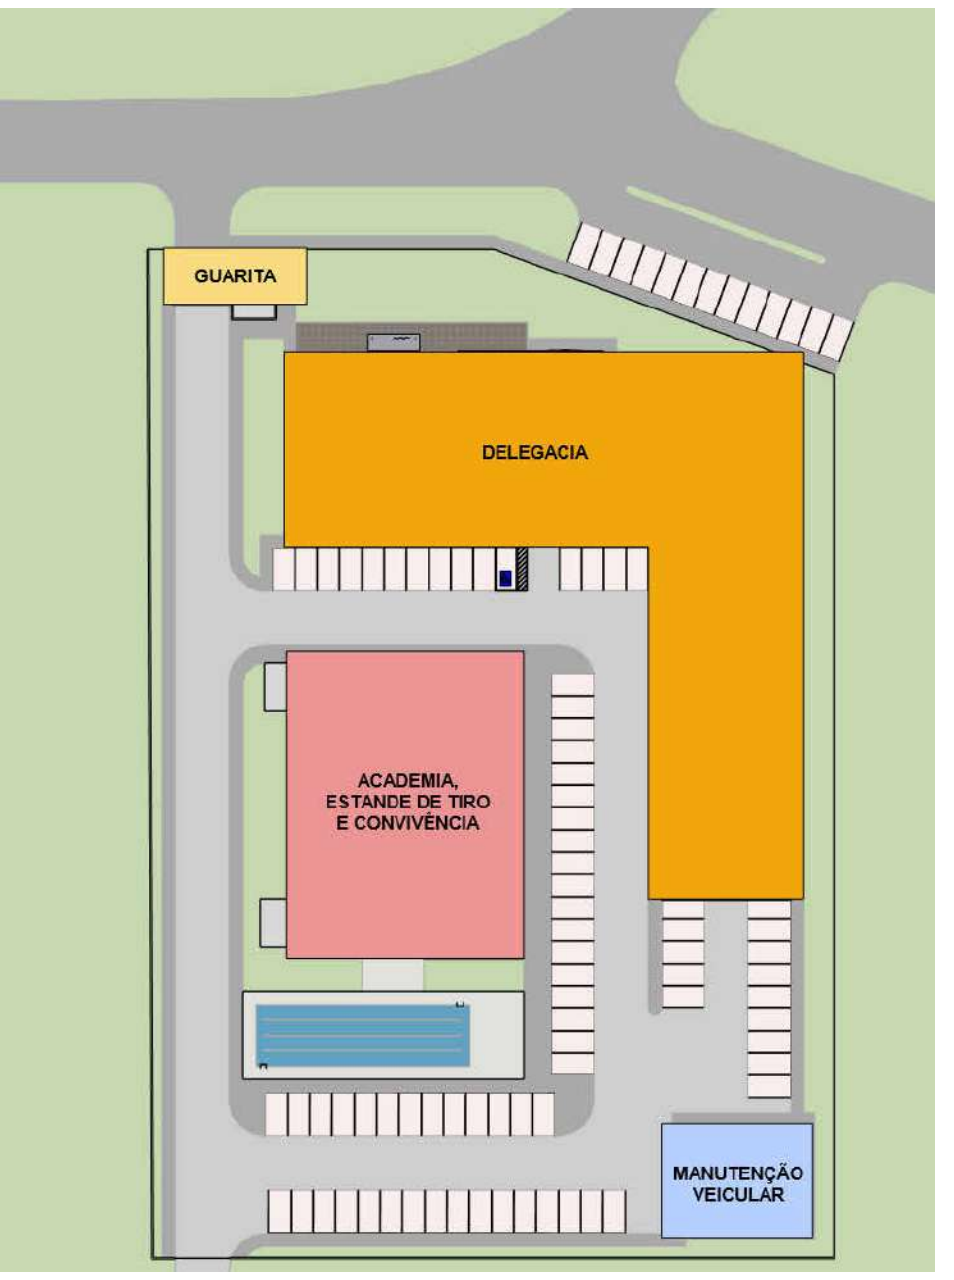 GUARITA
DELEGACIA
ACADEMIA,
ESTANDE DE TIRO
E CONVIVÊNCIA
MANUTENÇÃO
VEICULAR